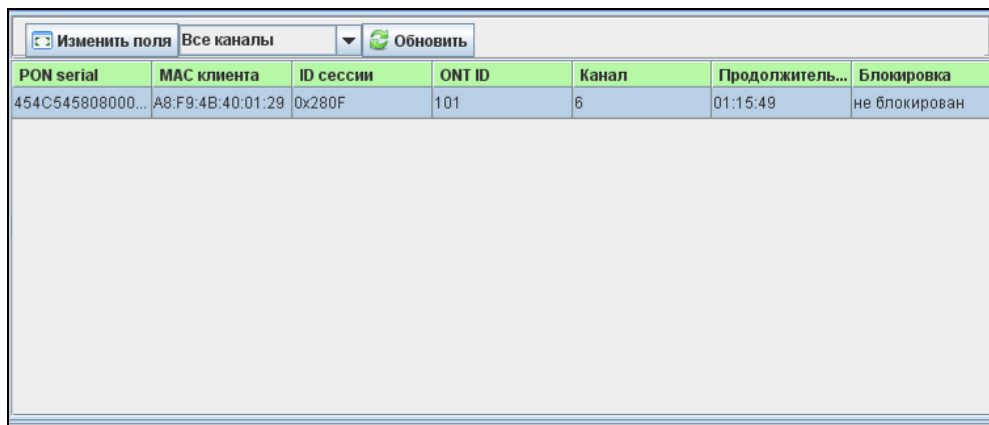 Изменить поля Все каналы Обновить
PON serial MAC клиента ID сессии ONT ID Канал Продолжитель... Блокировка
454C545808000... A8:F9:4B:40:01:29 0x280F 101 6 01:15:49 не блокирован